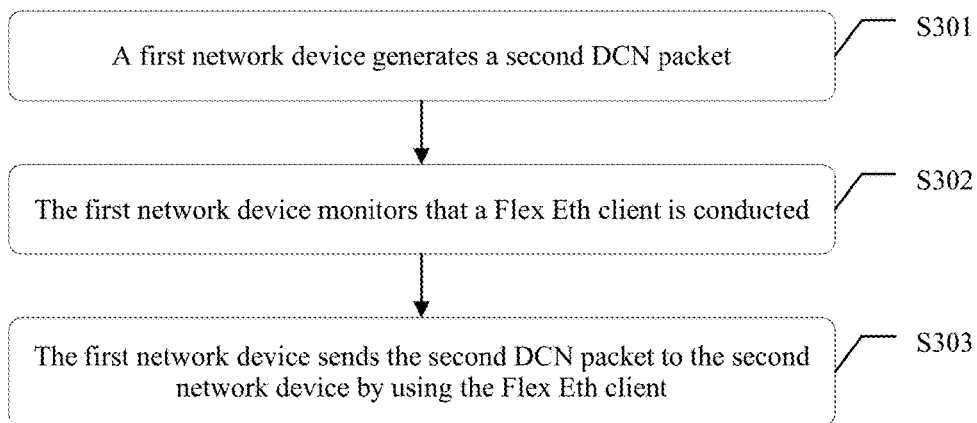 S301
A first network device generates a second DCN packet
S302
The first network device monitors that a Flex Eth client is conducted
S303
The first network device sends the second DCN packet to the second
network device by using the Flex Eth client